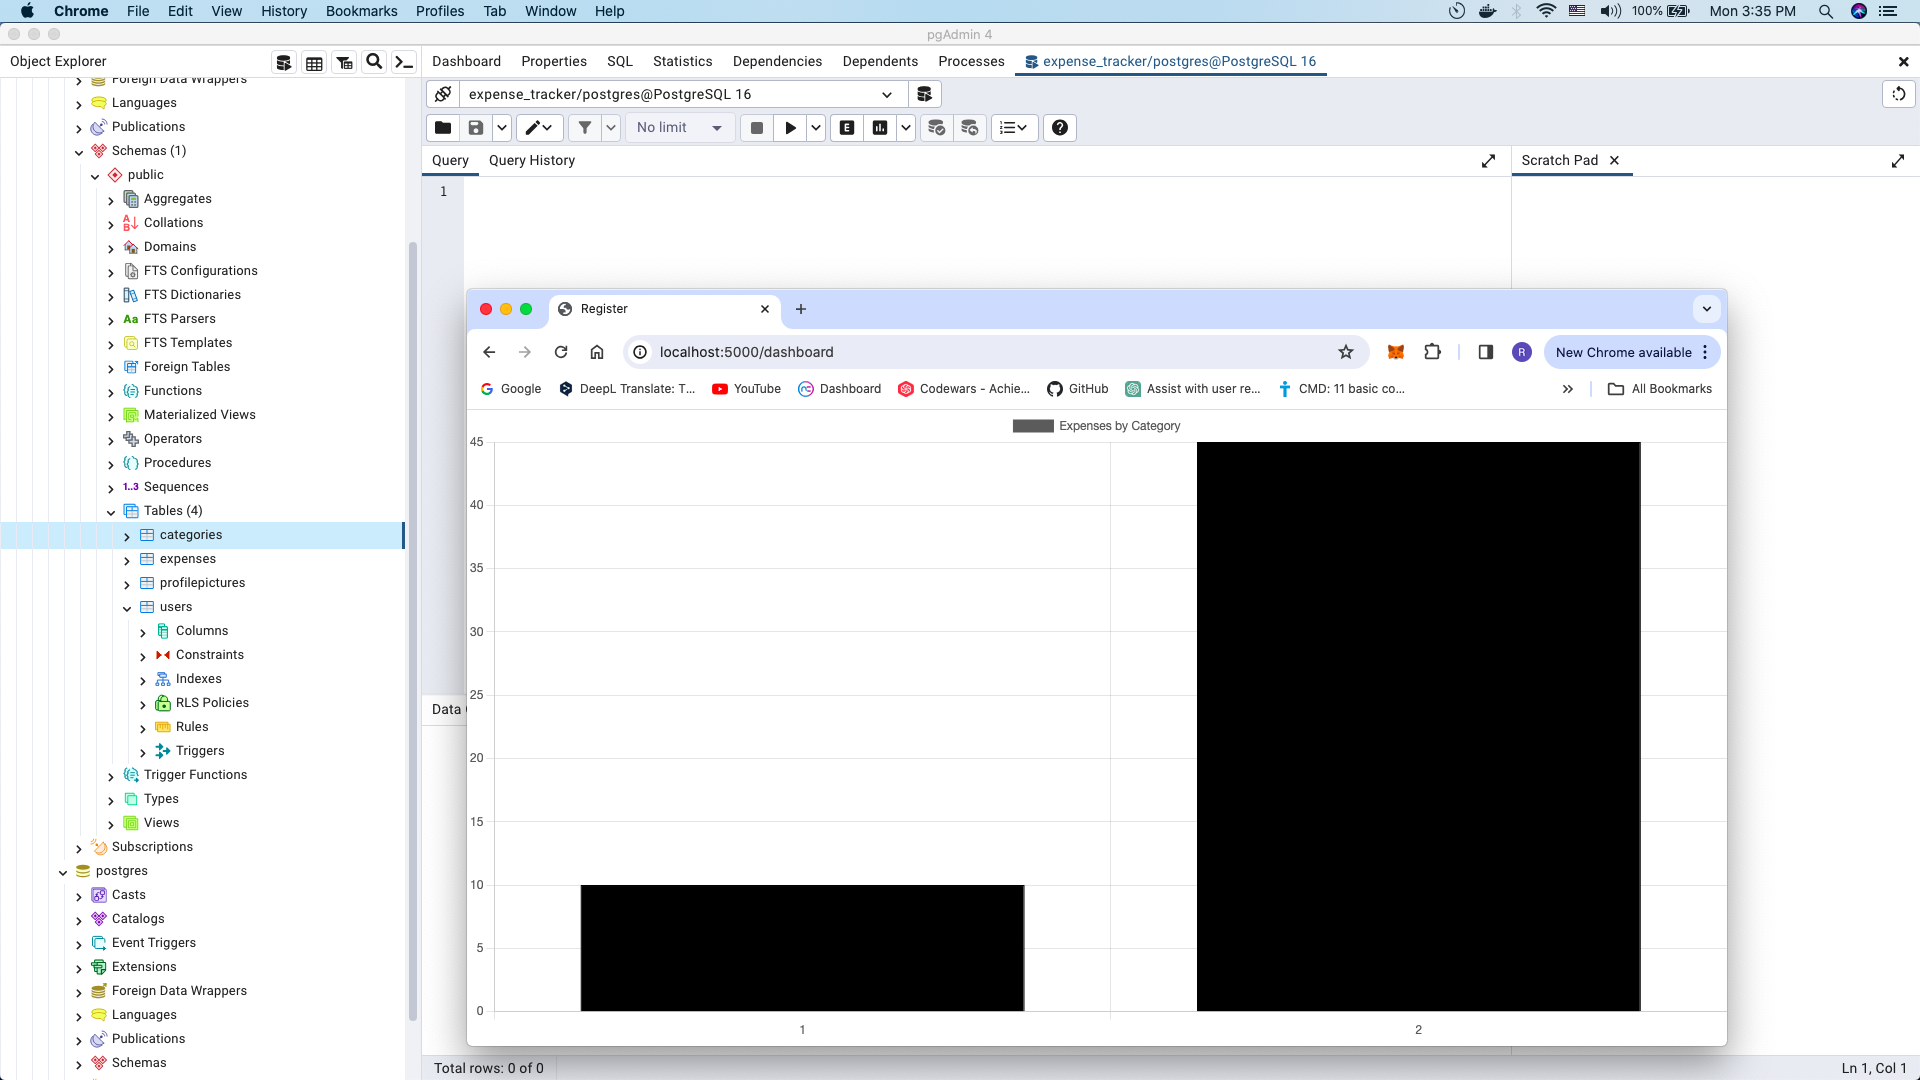 Chrome File Edit View History Bookmarks Profiles Tab Window Help 100% Mon 3:35 PM
pgAdmin 4
Object Explorer
Dashboard Properties SQL Statistics Dependencies Dependents Processes expense_tracker/postgres@PostgreSQL 16
expense_tracker/postgres@PostgreSQL 16
No limit E
Query Query History Scratch Pad
1
Foreign Data Wrappers
Languages
Publications
Schemas (1)
public
Aggregates
Collations
Domains
FTS Configurations
FTS Dictionaries
Aa FTS Parsers
FTS Templates
Foreign Tables
Functions
Materialized Views
Operators
Procedures
1..3 Sequences
Tables (4)
categories
expenses
profilepictures
users
Columns
Constraints
Indexes
RLS Policies
Rules
Triggers
Trigger Functions
Types
Views
Subscriptions
postgres
Casts
Catalogs
Event Triggers
Extensions
Foreign Data Wrappers
Languages
Publications
Schemas
Register
localhost:5000/dashboard R New Chrome available
Google DeepL Translate: T... YouTube Dashboard Codewars - Achie... GitHub Assist with user re... CMD: 11 basic co... All Bookmarks
Expenses by Category
45
40
35
30
25
20
15
10
5
0
1 2
Data
Total rows: 0 of 0 Ln 1, Col 1